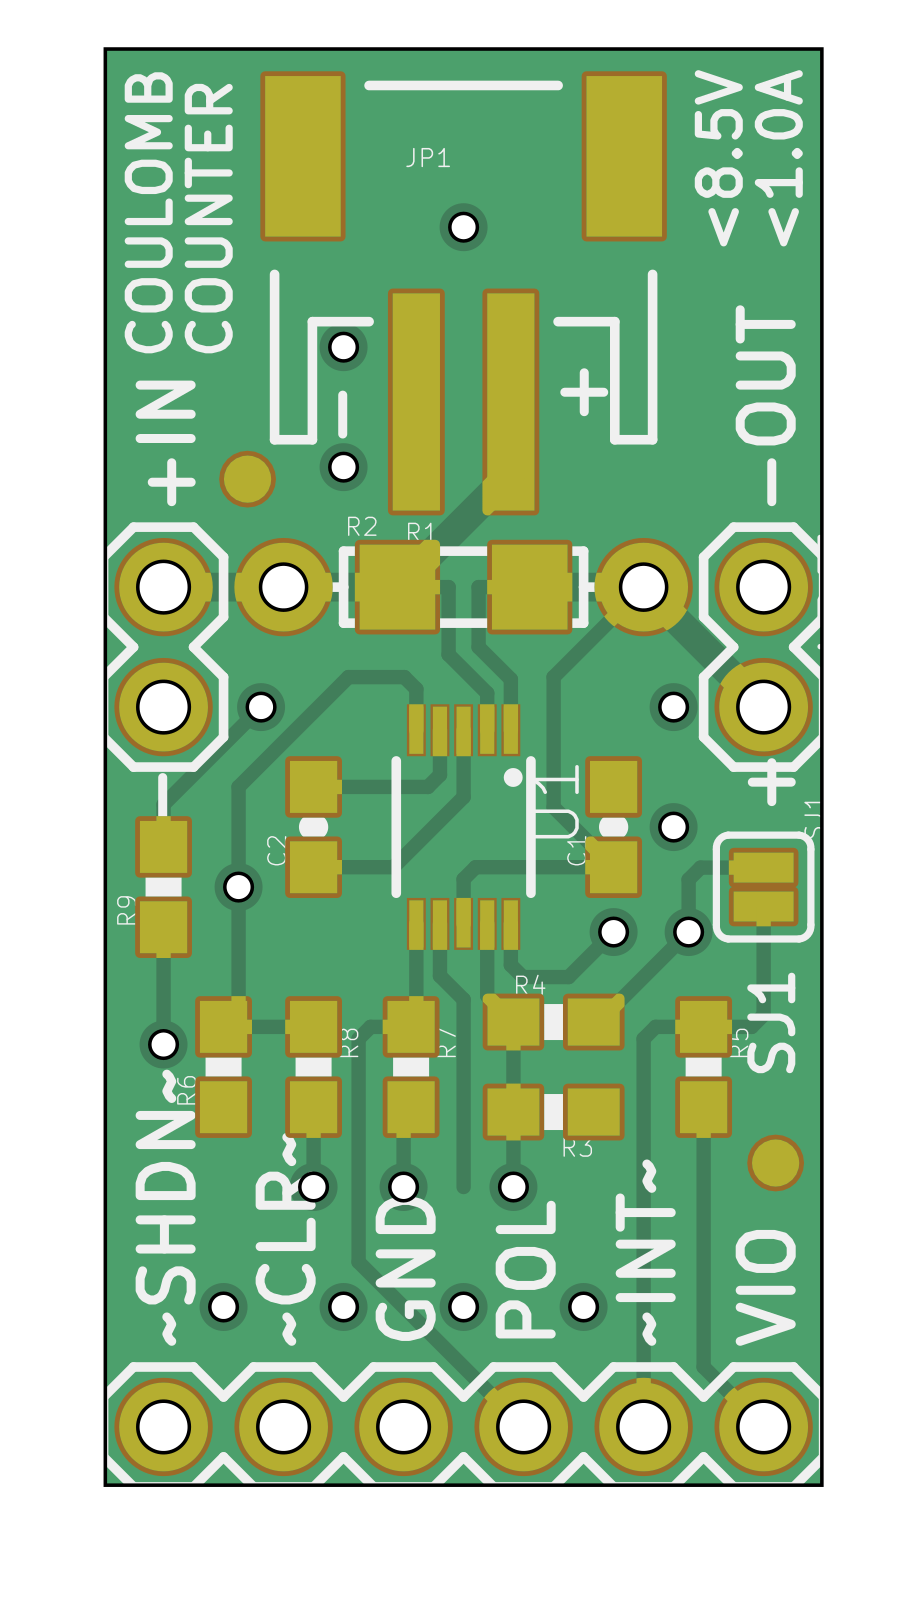 COULOMB
COUNTER
<8.5V
<1.0A
JP1
-
+
+IN
-OUT
R2
R1
-
+
U1
SJ1
C2
C1
R9
R4
SJ1
R8
R7
R5
R6
R3
~SHDN~
~CLR~
GND
POL
~INT~
VIO